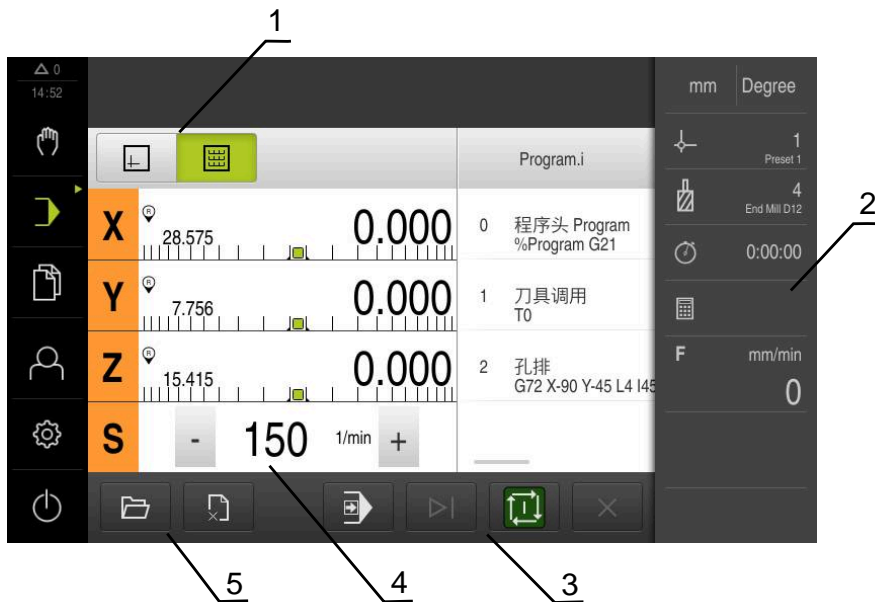 1
0
14:52
mm
Degree
Program.i
1
Preset 1
X
R
28.575
0.000
0
程序头 Program
%Program G21
4
End Mill D12
2
0:00:00
Y
R
7.756
0.000
1
刀具调用
T0
Z
R
15.415
0.000
2
孔排
G72 X-90 Y-45 L4 I45
F
mm/min
0
S
-
150
1/min
+
5
4
3